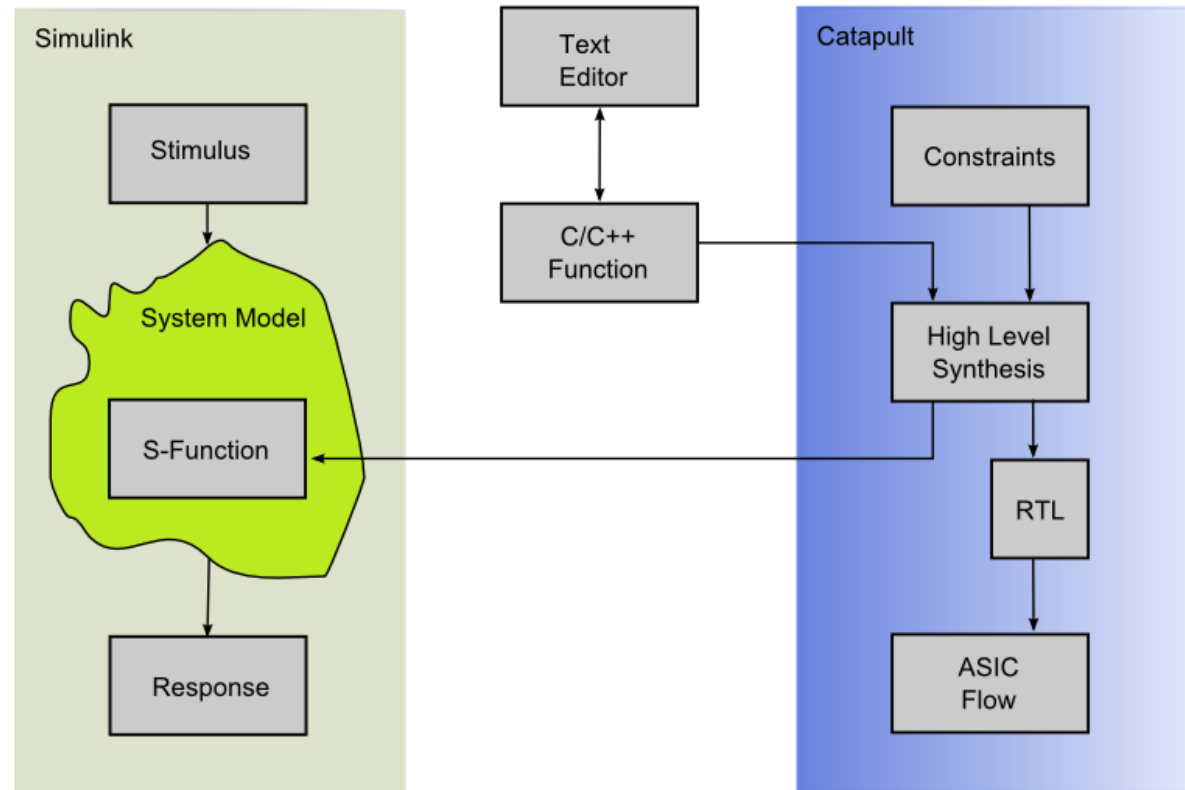 Simulink
Stimulus
System Model
S-Function
Response
Text
Editor
C/C++
Function
Catapult
Constraints
High Level
Synthesis
RTL
ASIC
Flow